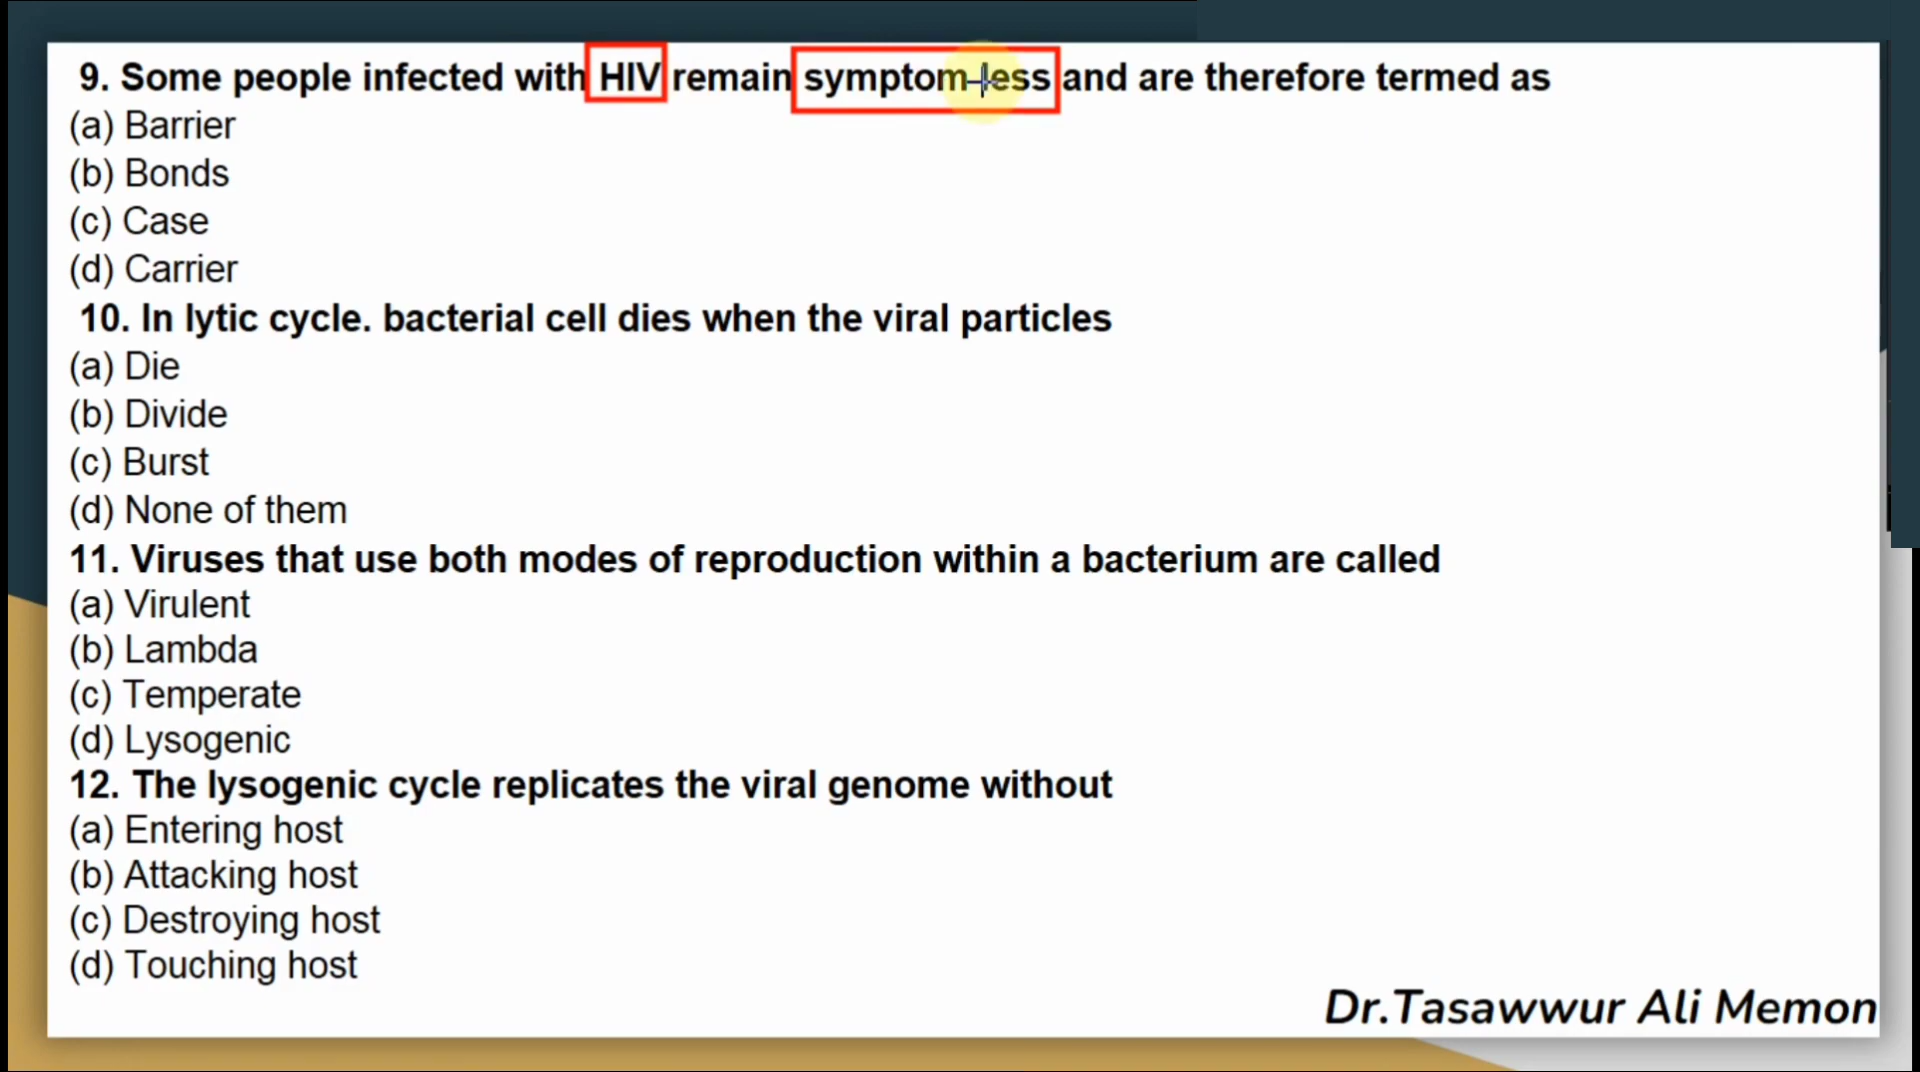 9. Some people infected with HIV remain symptom-less and are therefore termed as
(a) Barrier
(b) Bonds
(c) Case
(d) Carrier
10. In lytic cycle. bacterial cell dies when the viral particles
(a) Die
(b) Divide
(c) Burst
(d) None of them
11. Viruses that use both modes of reproduction within a bacterium are called
(a) Virulent
(b) Lambda
(c) Temperate
(d) Lysogenic
12. The lysogenic cycle replicates the viral genome without
(a) Entering host
(b) Attacking host
(c) Destroying host
(d) Touching host
Dr.Tasawwur Ali Memon